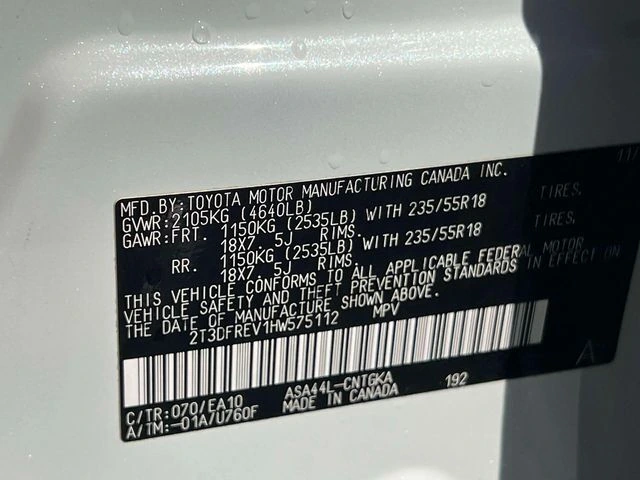 11/
MFD.BY:TOYOTA MOTOR MANUFACTURING CANADA INC.
GVWR:2105KG (4640LB)
GAWR:FRT. 1150KG (2535LB) WITH 235/55R18 TIRES.
18X7. 5J RIMS.
RR. 1150KG (2535LB) WITH 235/55R18 TIRES.
18X7. 5J RIMS.
THIS VEHICLE CONFORMS TO ALL APPLICABLE FEDERAL MOTOR
VEHICLE SAFETY AND THEFT PREVENTION STANDARDS IN EFFECT ON
THE DATE OF MANUFACTURE SHOWN ABOVE.
2T3DFREV1HW575112 MPV
A
C/TR:070/EA10 ASA44L-CNTGKA 192
A/TM:-01A/U760F MADE IN CANADA